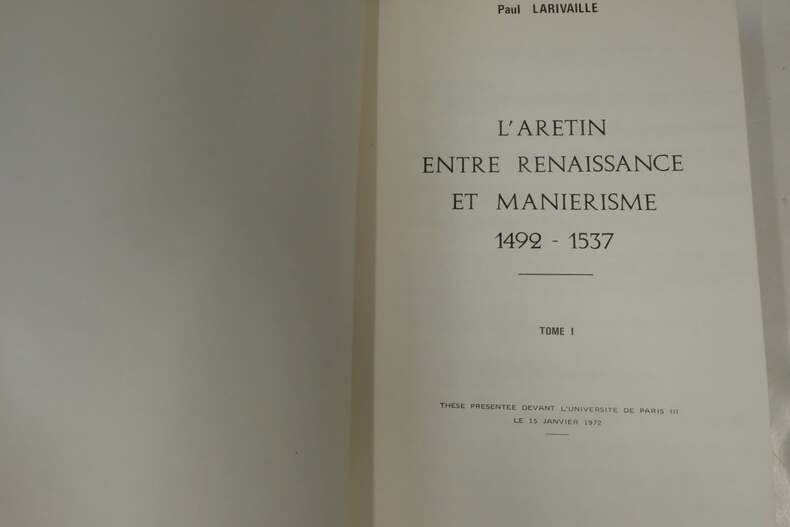 Paul LARIVAILLE
L'ARETIN
ENTRE RENAISSANCE
ET MANIERISME
1492 - 1537
TOME I
THESE PRESENTEE DEVANT L'UNIVERSITE DE PARIS III
LE 15 JANVIER 1972